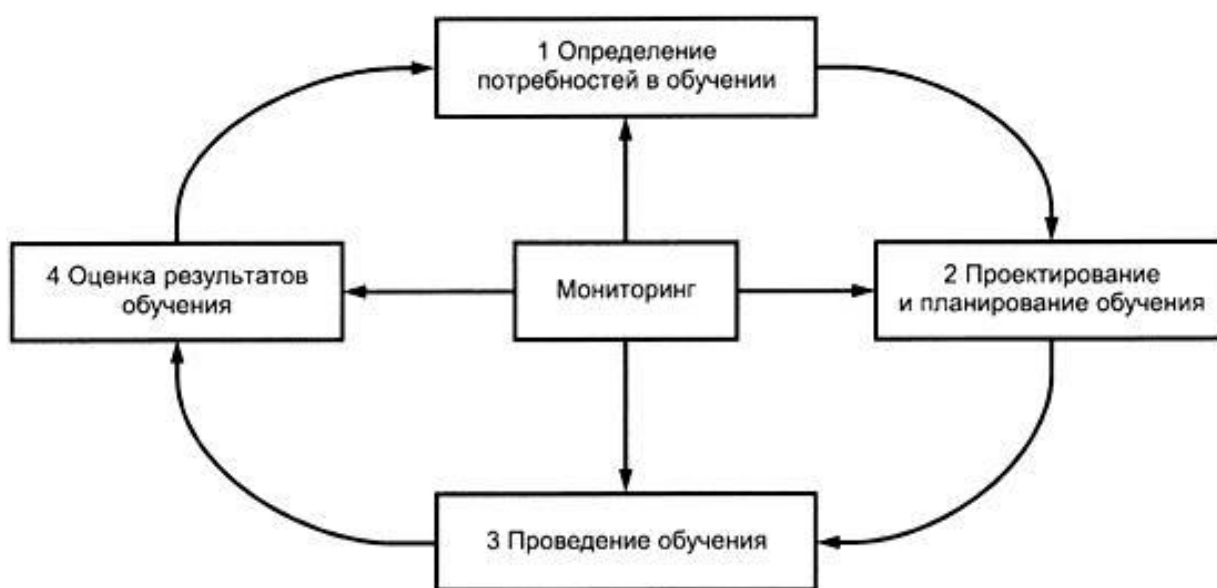 1 Определение
потребностей в обучении
4 Оценка результатов
обучения
Мониторинг
2 Проектирование
и планирование обучения
3 Проведение обучения